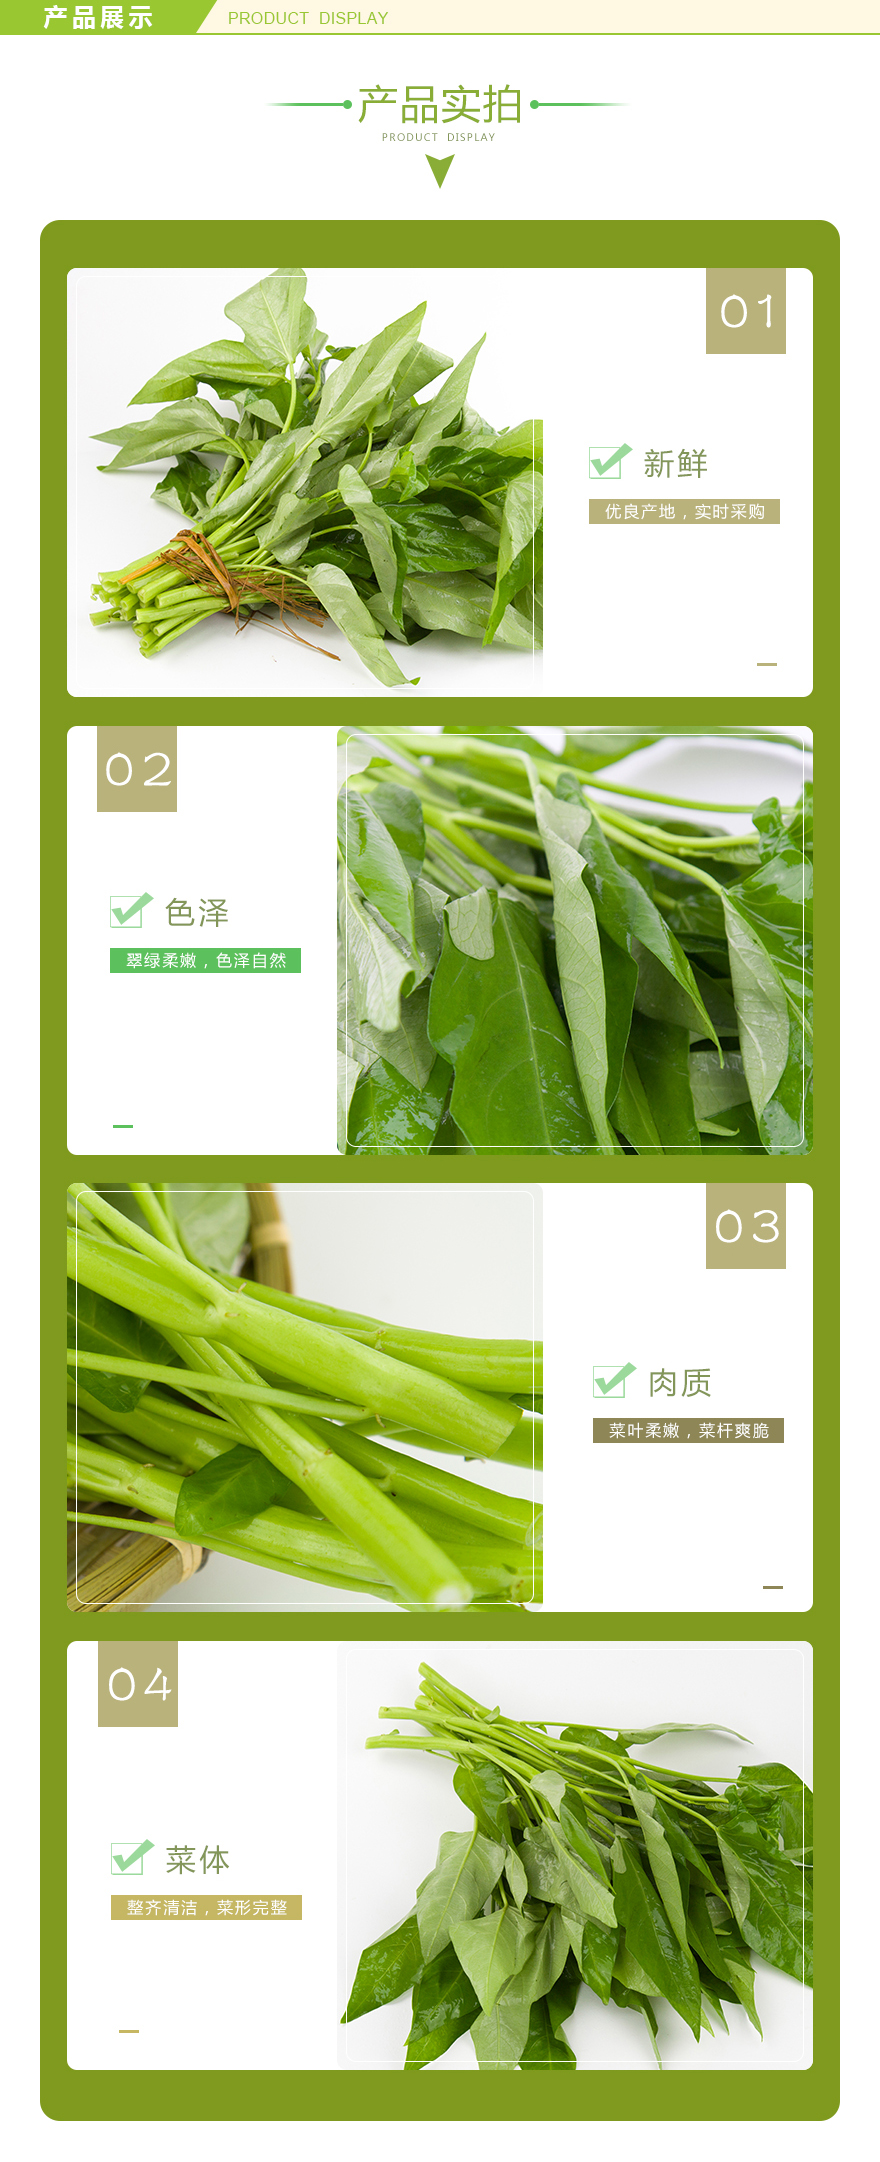 产品展示 PRODUCT DISPLAY
产品实拍
PRODUCT DISPLAY
01
新鲜
优良产地，实时采购
02
色泽
翠绿柔嫩，色泽自然
03
肉质
菜叶柔嫩，菜杆爽脆
04
菜体
整齐清洁，菜形完整